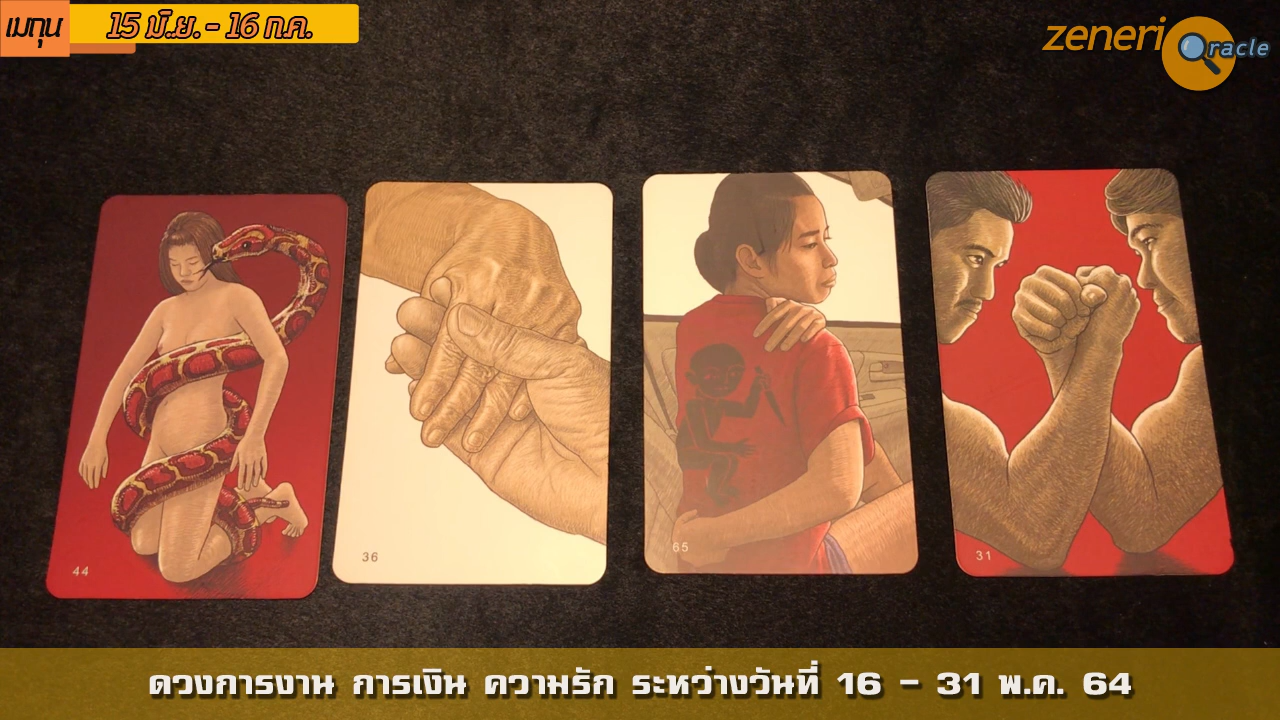 เมถุน
15 มิ.ย. - 16 ก.ค.
zeneri
Oracle
44
36
65
31
ดวงการงาน การเงิน ความรัก ระหว่างวันที่ 16 - 31 พ.ค. 64